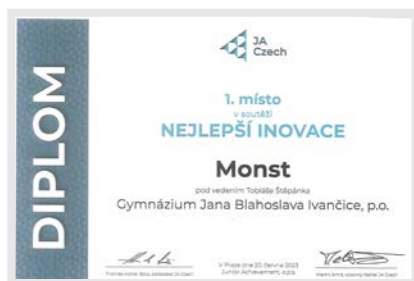 DIPLOM
JA
Czech
1. místo
v soutěži
NEJLEPŠÍ INOVACE
Monst
pod vedením Tobiáše Štěpánka
Gymnázium Jana Blahoslava Ivančice, p.o.
V Praze dne 20. června 2023
Junior Achievement, o.p.s.